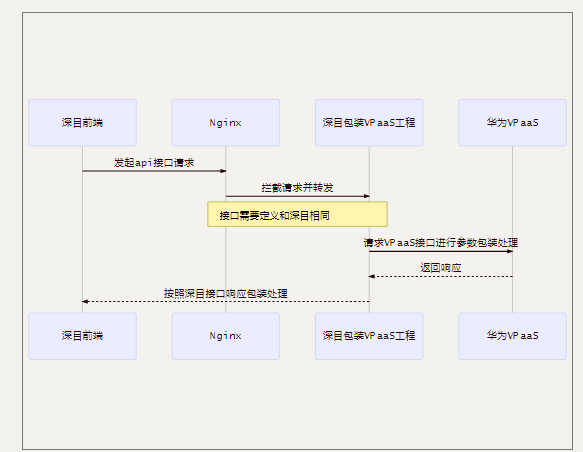 深目前端
Nginx
深目包装VPaaS工程
华为VPaaS
发起api接口请求
拦截请求并转发
接口需要定义和深目相同
请求VPaaS接口进行参数包装处理
返回响应
按照深目接口响应包装处理
深目前端
Nginx
深目包装VPaaS工程
华为VPaaS